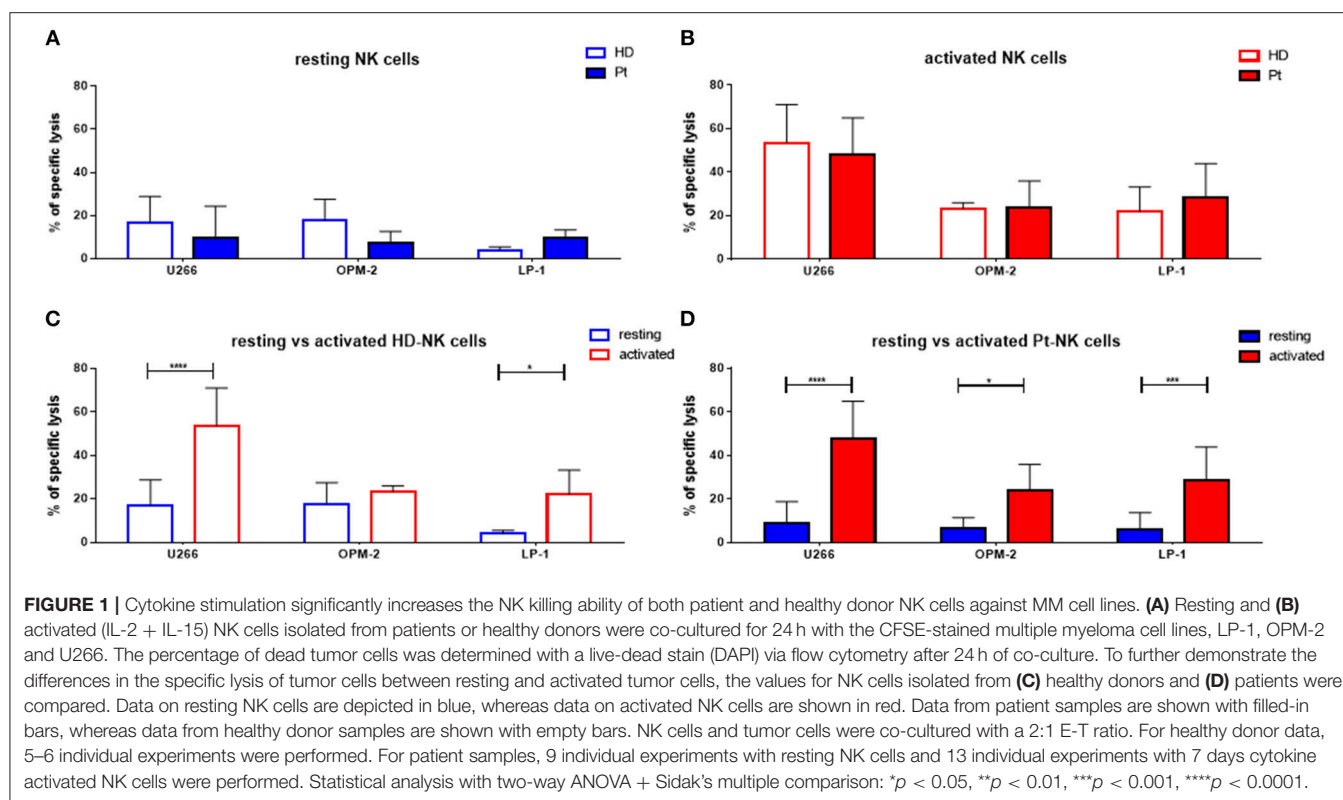 A
resting NK cells
HD
Pt
% of specific lysis
80
60
40
20
0
U266
OPM-2
LP-1
B
activated NK cells
HD
Pt
% of specific lysis
80
60
40
20
0
U266
OPM-2
LP-1
C
resting vs activated HD-NK cells
resting
activated
% of specific lysis
80
60
40
20
0
****
*
U266
OPM-2
LP-1
D
resting vs activated Pt-NK cells
resting
activated
% of specific lysis
80
60
40
20
0
****
*
***
U266
OPM-2
LP-1
FIGURE 1 | Cytokine stimulation significantly increases the NK killing ability of both patient and healthy donor NK cells against MM cell lines. (A) Resting and (B)
activated (IL-2 + IL-15) NK cells isolated from patients or healthy donors were co-cultured for 24 h with the CFSE-stained multiple myeloma cell lines, LP-1, OPM-2
and U266. The percentage of dead tumor cells was determined with a live-dead stain (DAPI) via flow cytometry after 24 h of co-culture. To further demonstrate the
differences in the specific lysis of tumor cells between resting and activated tumor cells, the values for NK cells isolated from (C) healthy donors and (D) patients were
compared. Data on resting NK cells are depicted in blue, whereas data on activated NK cells are shown in red. Data from patient samples are shown with filled-in
bars, whereas data from healthy donor samples are shown with empty bars. NK cells and tumor cells were co-cultured with a 2:1 E-T ratio. For healthy donor data,
5–6 individual experiments were performed. For patient samples, 9 individual experiments with resting NK cells and 13 individual experiments with 7 days cytokine
activated NK cells were performed. Statistical analysis with two-way ANOVA + Sidak's multiple comparison: *p < 0.05, **p < 0.01, ***p < 0.001, ****p < 0.0001.